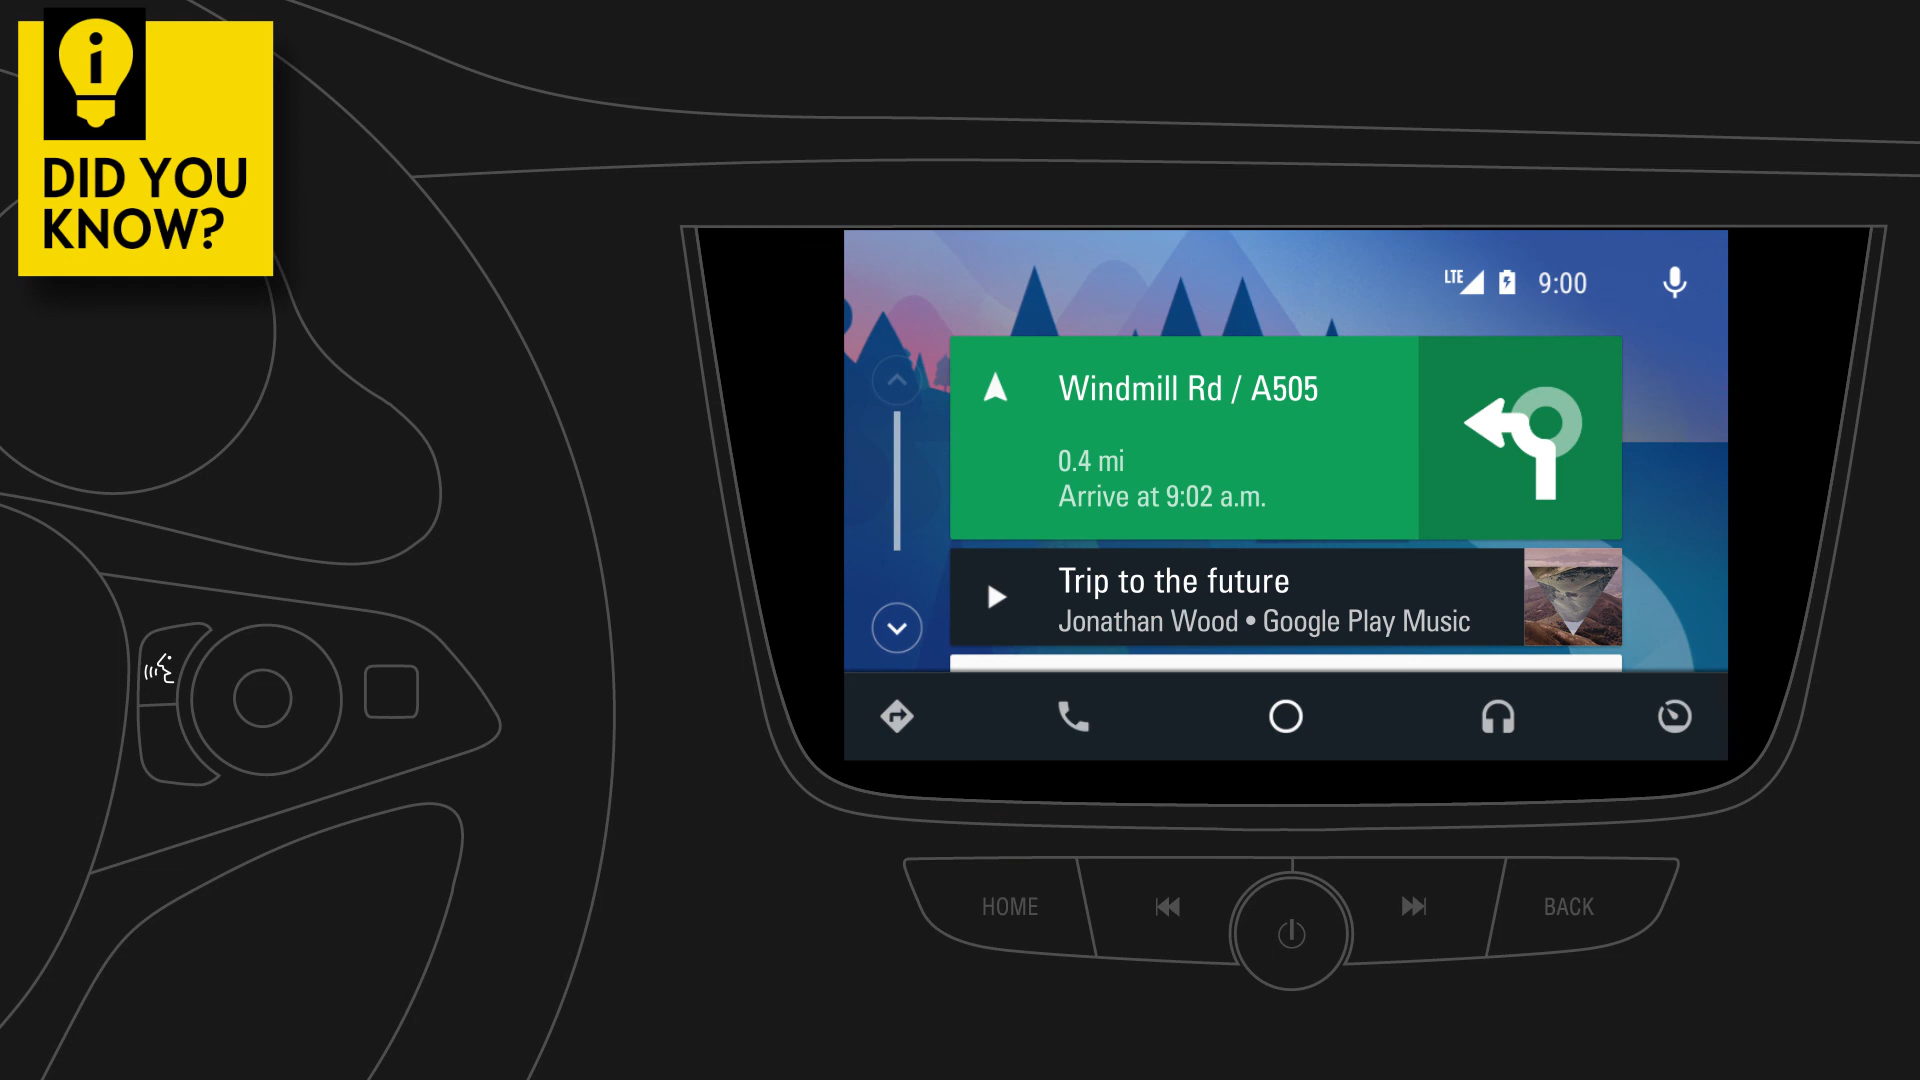 i
DID YOU
KNOW?
LTE 9:00
Windmill Rd / A505
0.4 mi
Arrive at 9:02 a.m.
Trip to the future
Jonathan Wood • Google Play Music
HOME
BACK